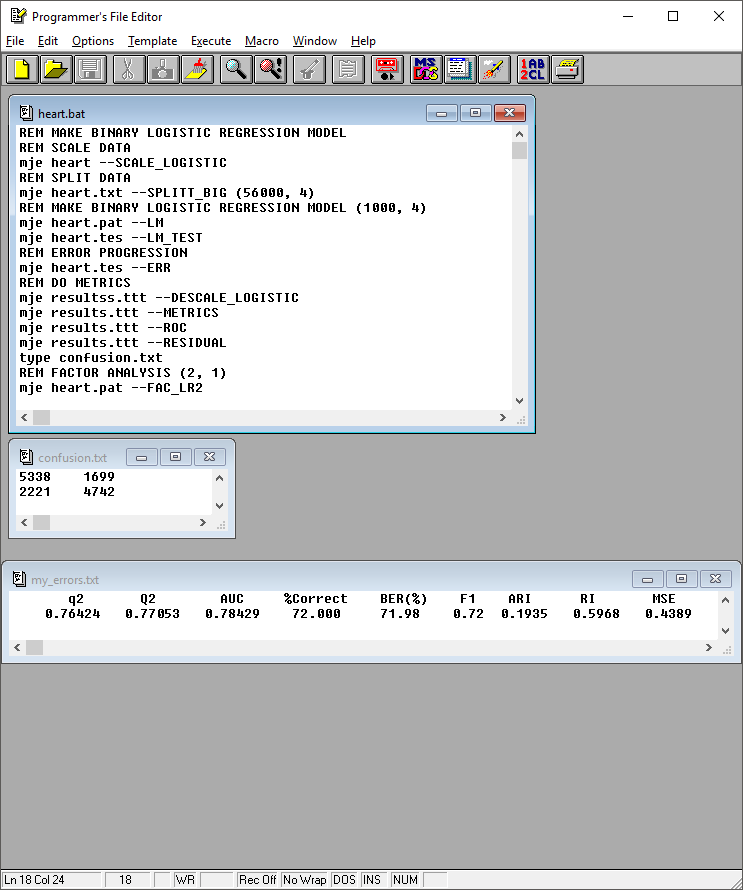 Programmer's File Editor
File Edit Options Template Execute Macro Window Help
MS DOS 1AB 2CL
heart.bat
REM MAKE BINARY LOGISTIC REGRESSION MODEL
REM SCALE DATA
mje heart --SCALE_LOGISTIC
REM SPLIT DATA
mje heart.txt --SPLITT_BIG (56000, 4)
REM MAKE BINARY LOGISTIC REGRESSION MODEL (1000, 4)
mje heart.pat --LM
mje heart.tes --LM_TEST
REM ERROR PROGRESSION
mje heart.tes --ERR
REM DO METRICS
mje resultss.ttt --DESCALE_LOGISTIC
mje results.ttt --METRICS
mje results.ttt --ROC
mje results.ttt --RESIDUAL
type confusion.txt
REM FACTOR ANALYSIS (2, 1)
mje heart.pat --FAC_LR2
confusion.txt
5338 1699
2221 4742
my_errors.txt
q2 Q2 AUC %Correct BER(%) F1 ARI RI MSE
0.76424 0.77053 0.78429 72.000 71.98 0.72 0.1935 0.5968 0.4389
Ln 18 Col 24 18 WR Rec Off No Wrap DOS INS NUM